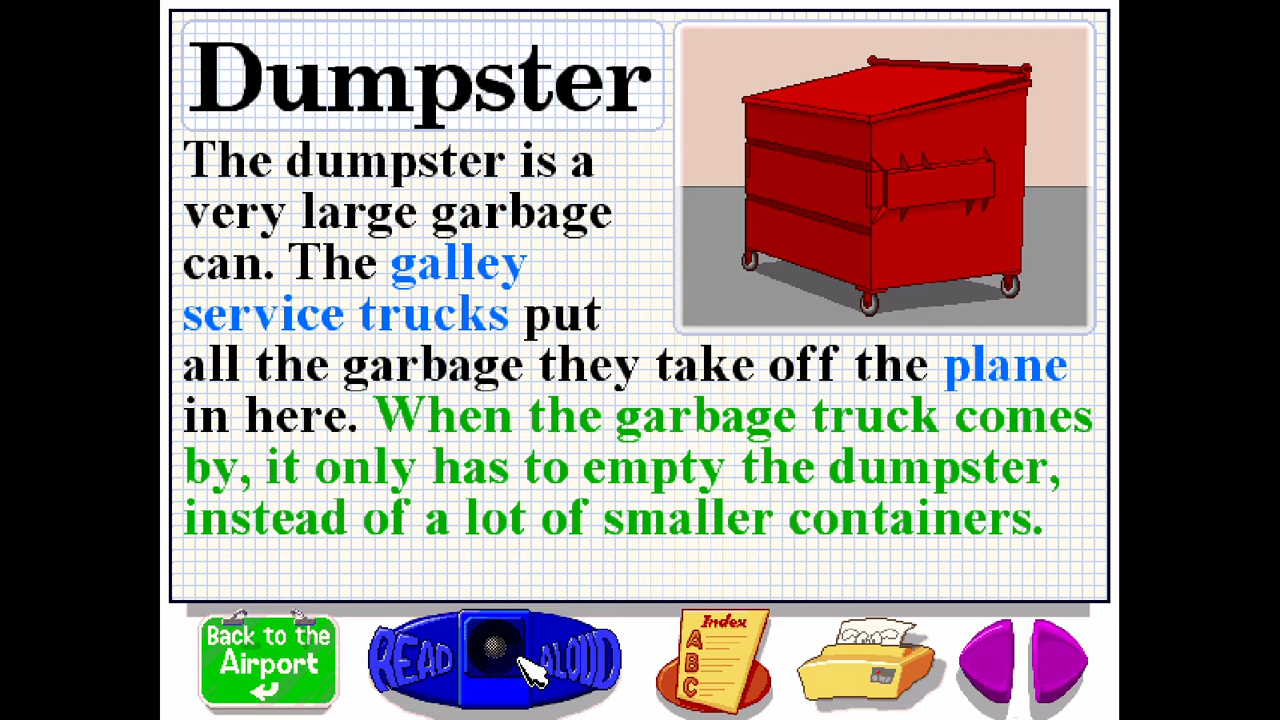 Dumpster
The dumpster is a
very large garbage
can. The galley
service trucks put
all the garbage they take off the plane
in here. When the garbage truck comes
by, it only has to empty the dumpster,
instead of a lot of smaller containers.
Back to the
Airport
READ ALOUD
Index
A
B
C